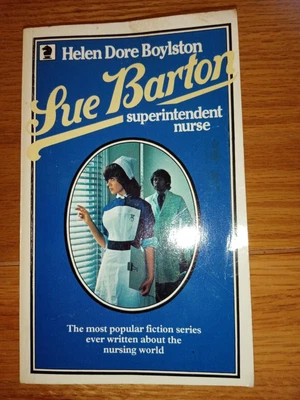 Helen Dore Boylston
Sue Barton
superintendent
nurse
The most popular fiction series
ever written about the
nursing world